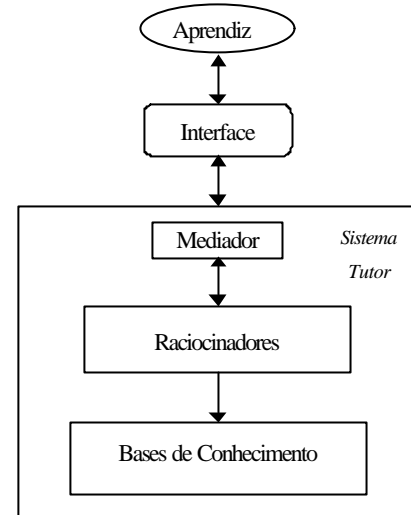 Aprendiz
Interface
Mediador
Sistema
Tutor
Raciocinadores
Bases de Conhecimento